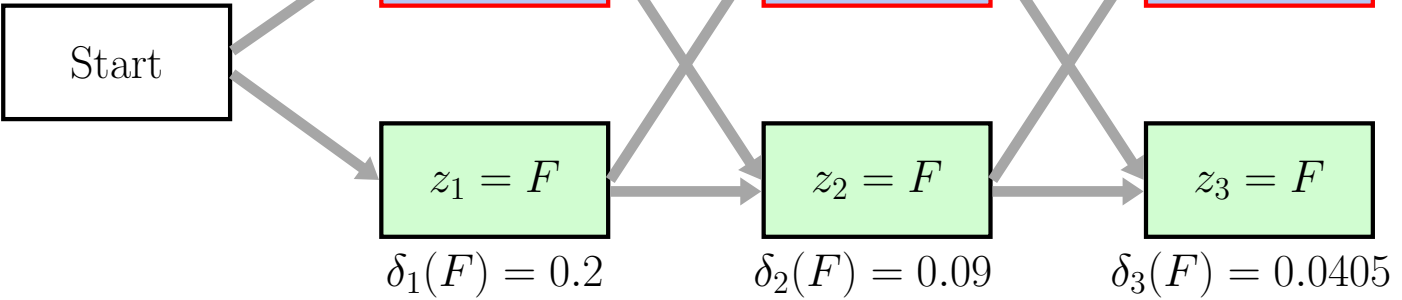 Start
z₁ = F
z₂ = F
z₃ = F
δ₁(F) = 0.2
δ₂(F) = 0.09
δ₃(F) = 0.0405